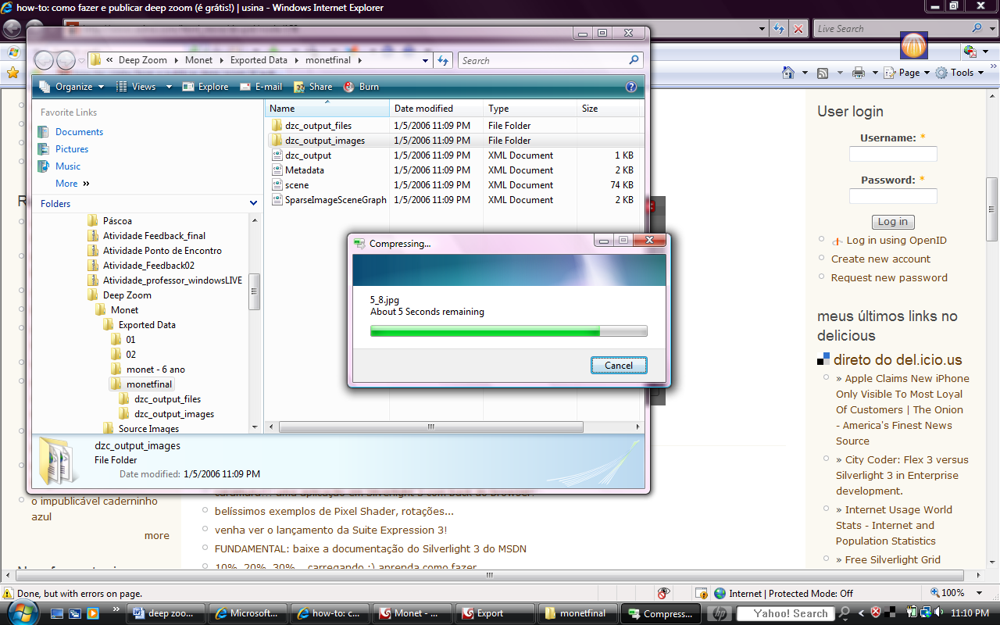 how-to: como fazer e publicar deep zoom (é grátis!) | usina - Windows Internet Explorer
Live Search
« Deep Zoom Monet Exported Data monetfinal
Search
Organize Views Explore E-mail Share Burn
Page Tools
Favorite Links
Documents
Pictures
Music
More »
Folders
Páscoa
Atividade Feedback_final
Atividade Ponto de Encontro
Atividade_Feedback02
Atividade_professor_windowsLIVE
Deep Zoom
Monet
Exported Data
01
02
monet - 6 ano
monetfinal
dzc_output_files
dzc_output_images
Source Images
Name Date modified Type Size
dzc_output_files 1/5/2006 11:09 PM File Folder
dzc_output_images 1/5/2006 11:09 PM File Folder
dzc_output 1/5/2006 11:09 PM XML Document 1 KB
Metadata 1/5/2006 11:09 PM XML Document 2 KB
scene 1/5/2006 11:09 PM XML Document 74 KB
SparseImageSceneGraph 1/5/2006 11:09 PM XML Document 2 KB
Compressing...
5_8.jpg
About 5 Seconds remaining
Cancel
dzc_output_images
File Folder
Date modified: 1/5/2006 11:09 PM
o impublicável caderninho
azul
more
belíssimos exemplos de Pixel Shader, rotações...
venha ver o lançamento da Suite Expression 3!
FUNDAMENTAL: baixe a documentação do Silverlight 3 do MSDN
10%, 20%, 30%... carregando :) aprenda como fazer
User login
Username: *
Password: *
Log in
Log in using OpenID
Create new account
Request new password
meus últimos links no
delicious
direto do del.icio.us
» Apple Claims New iPhone
Only Visible To Most Loyal
Of Customers | The Onion
- America's Finest News
Source
» City Coder: Flex 3 versus
Silverlight 3 in Enterprise
development.
» Internet Usage World
Stats - Internet and
Population Statistics
» Free Silverlight Grid
Done, but with errors on page.
Internet | Protected Mode: Off
100%
» deep zoo... Microsoft... how-to: c... Monet - ... Export monetfinal Compress... hp Yahoo! Search 11:10 PM